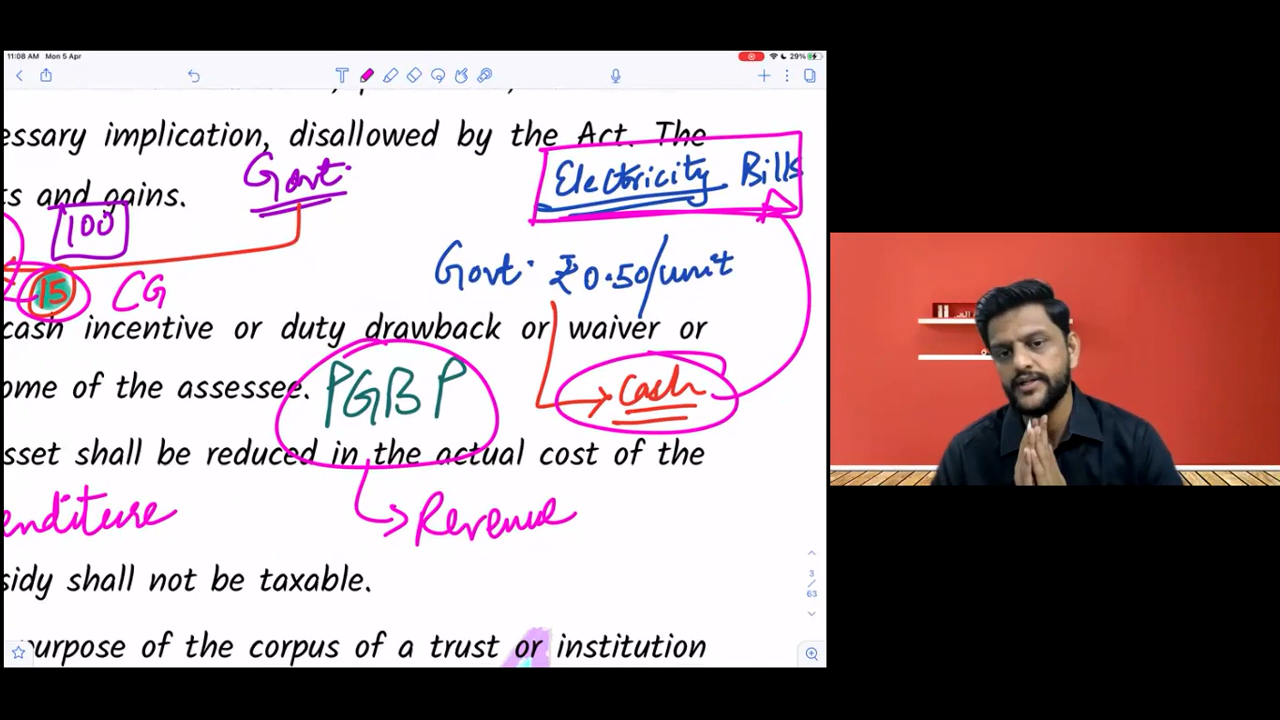 11:08 AM Mon 5 Apr
29%
T
essary implication, disallowed by the Act. The
Govt.
Electricity Bills
ts and gains.
100
Govt. ₹0.50/unit
15 CG
cash incentive or duty drawback or waiver or
ome of the assessee.
PGBP
Cash
sset shall be reduced in the actual cost of the
enditure
Revenue
sidy shall not be taxable.
3
/
63
urpose of the corpus of a trust or institution